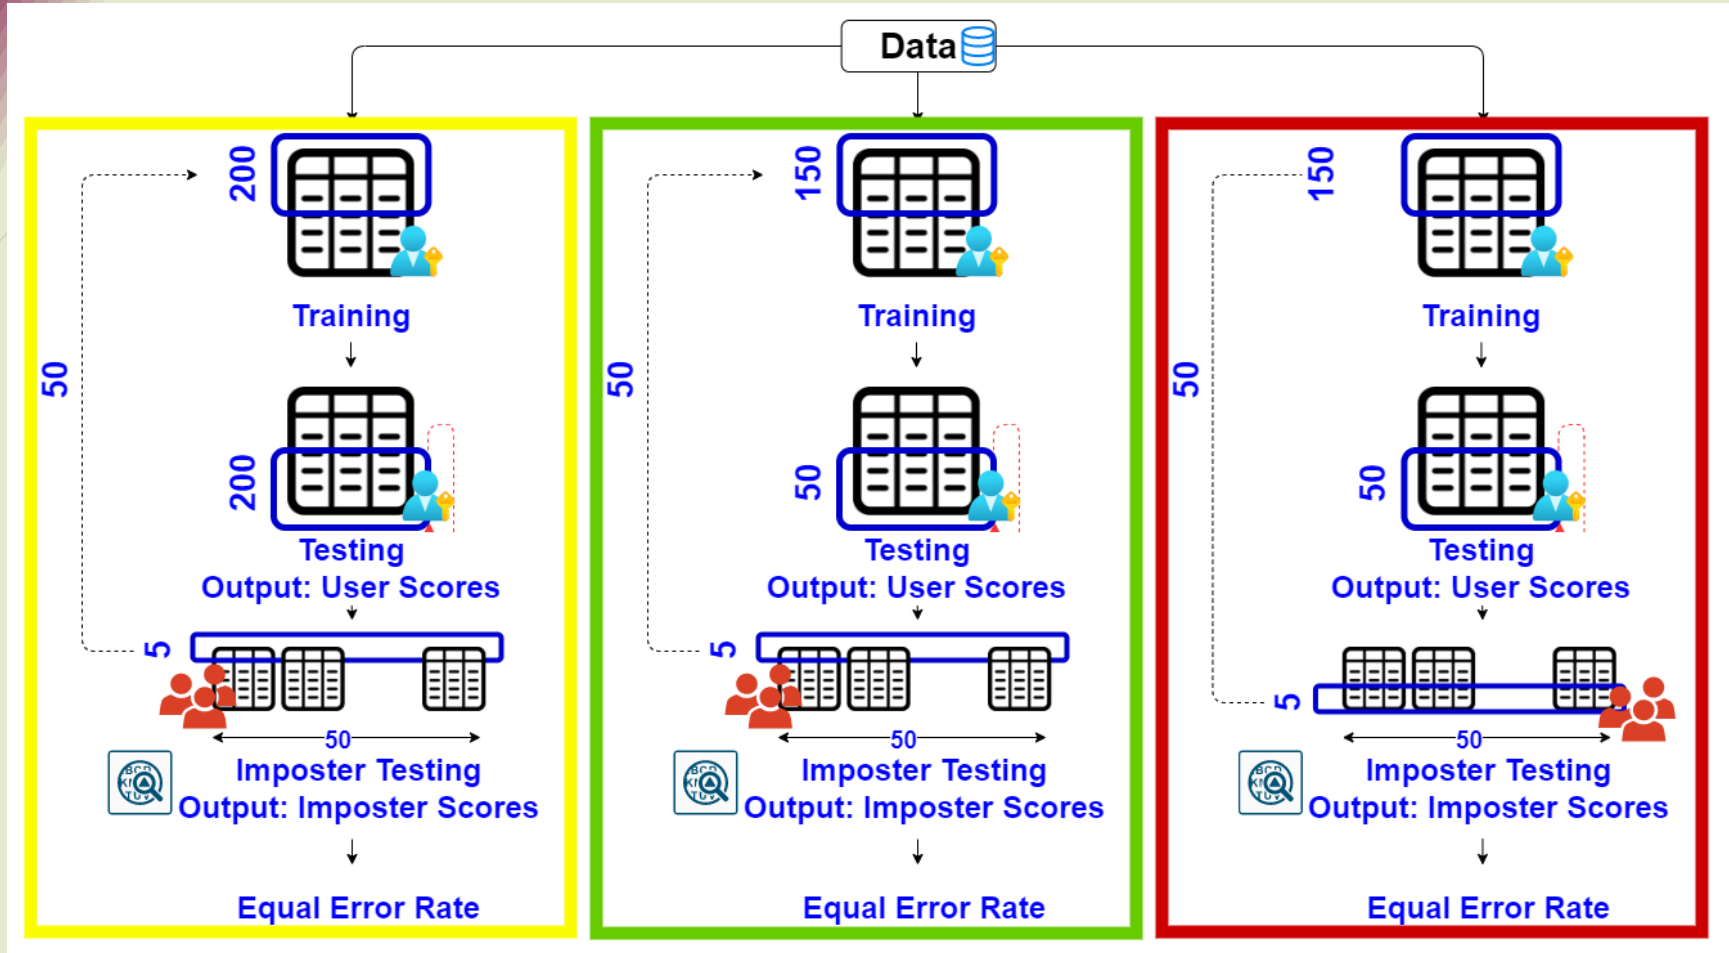 Data
200
Training
50
200
Testing
Output: User Scores
5
50
Imposter Testing
Output: Imposter Scores
Equal Error Rate
150
Training
50
50
Testing
Output: User Scores
5
50
Imposter Testing
Output: Imposter Scores
Equal Error Rate
150
Training
50
50
Testing
Output: User Scores
5
50
Imposter Testing
Output: Imposter Scores
Equal Error Rate